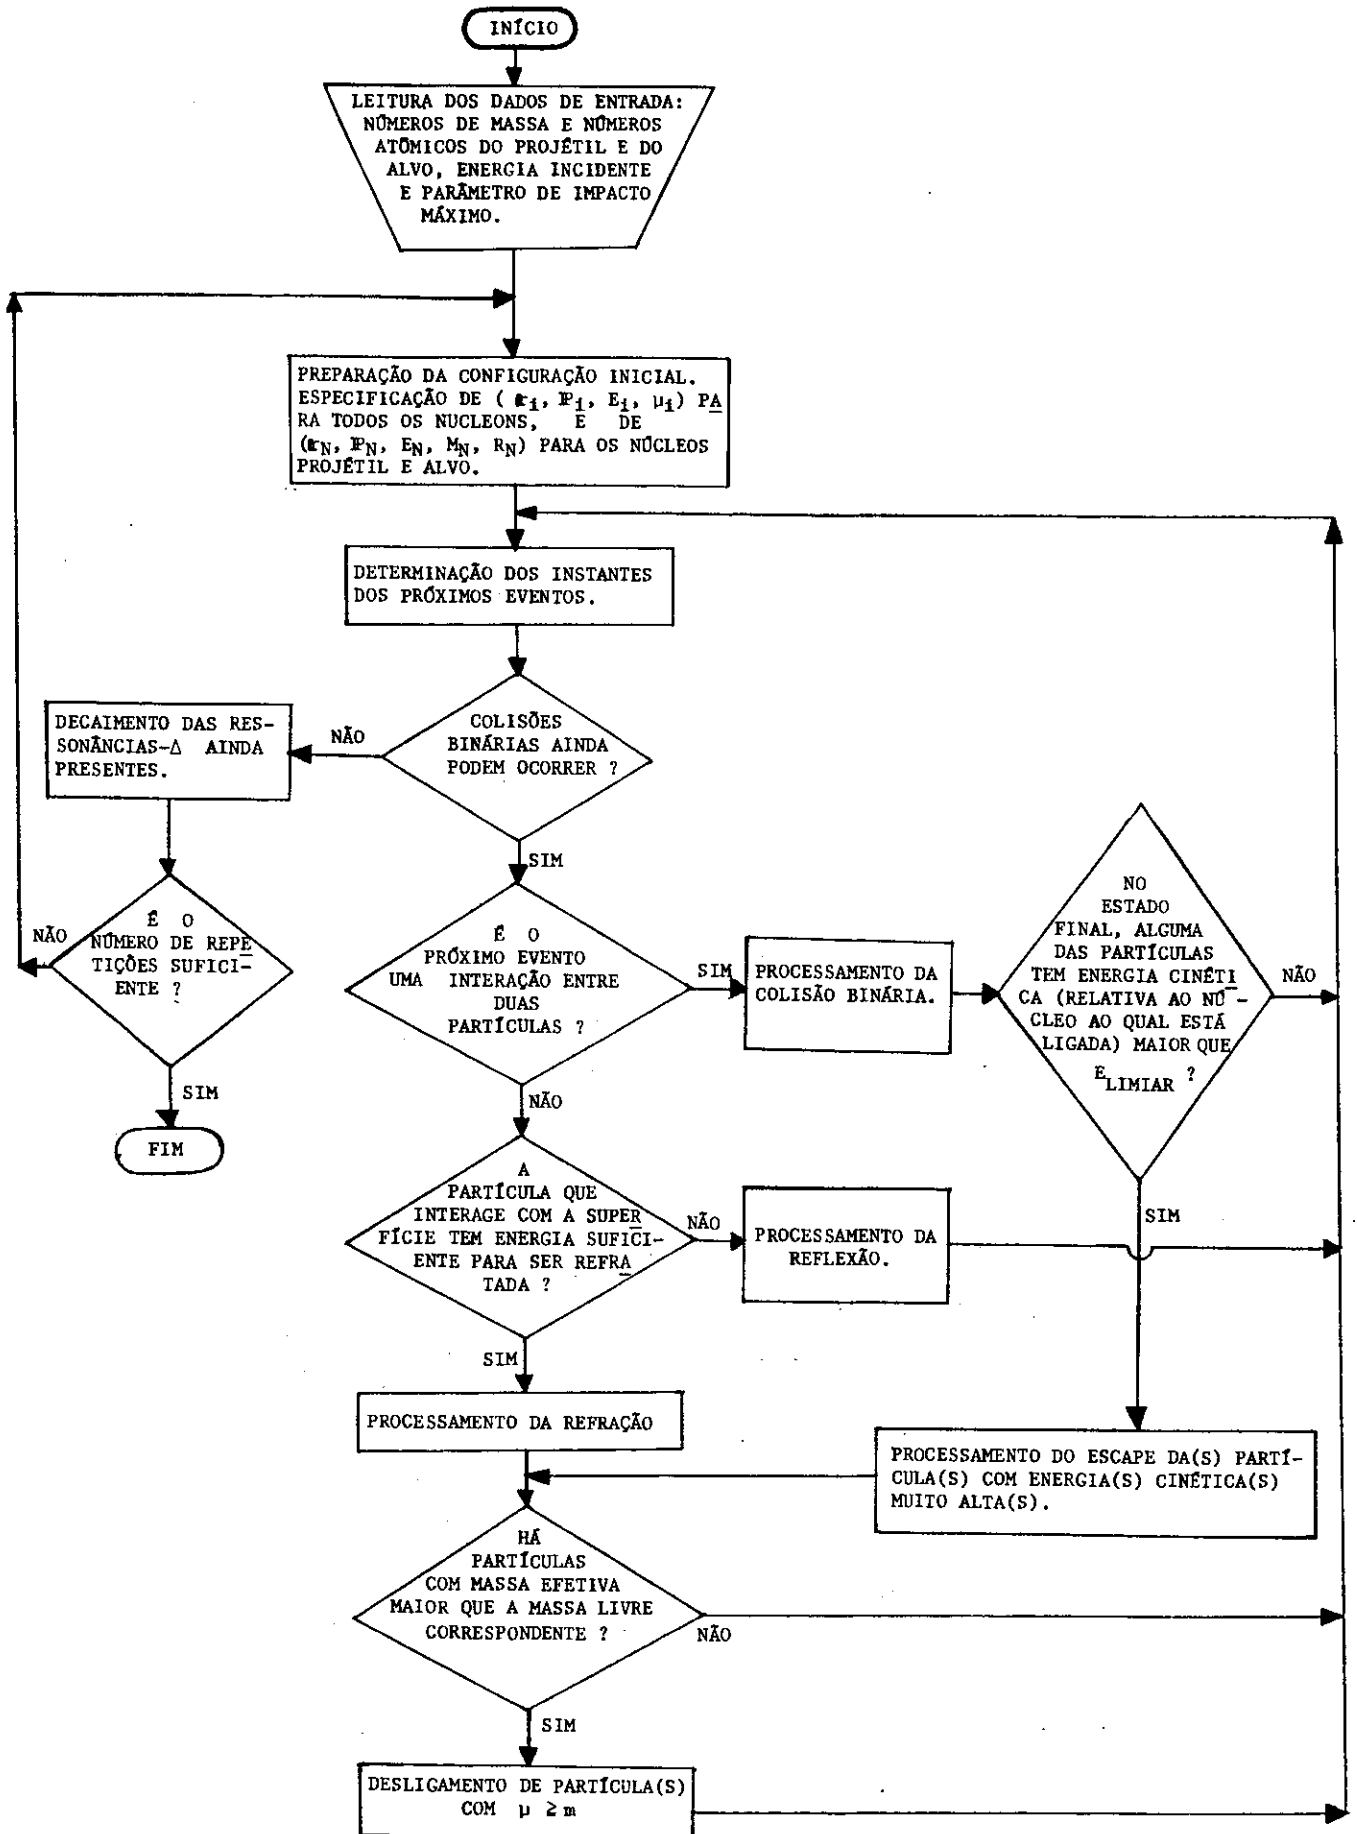 INÍCIO
LEITURA DOS DADOS DE ENTRADA:
NÚMEROS DE MASSA E NÚMEROS
ATÔMICOS DO PROJÉTIL E DO
ALVO, ENERGIA INCIDENTE
E PARÂMETRO DE IMPACTO
MÁXIMO.
PREPARAÇÃO DA CONFIGURAÇÃO INICIAL.
ESPECIFICAÇÃO DE ( r_i, P_i, E_i, μ_i) PA
RA TODOS OS NUCLEONS, E DE
(r_N, P_N, E_N, M_N, R_N) PARA OS NÚCLEOS
PROJÉTIL E ALVO.
DETERMINAÇÃO DOS INSTANTES
DOS PRÓXIMOS EVENTOS.
COLISÕES
BINÁRIAS AINDA
PODEM OCORRER ?
NÃO
DECAIMENTO DAS RES-
SONÂNCIAS-Δ AINDA
PRESENTES.
É O
NÚMERO DE REPE
TIÇÕES SUFICI-
ENTE ?
NÃO
SIM
FIM
SIM
É O
PRÓXIMO EVENTO
UMA INTERAÇÃO ENTRE
DUAS
PARTÍCULAS ?
SIM
PROCESSAMENTO DA
COLISÃO BINÁRIA.
NO
ESTADO
FINAL, ALGUMA
DAS PARTÍCULAS
TEM ENERGIA CINÉTI
CA (RELATIVA AO NÚ-
CLEO AO QUAL ESTÁ
LIGADA) MAIOR QUE
E_LIMIAR ?
NÃO
SIM
NÃO
A
PARTÍCULA QUE
INTERAGE COM A SUPER
FÍCIE TEM ENERGIA SUFICI-
ENTE PARA SER REFRA
TADA ?
NÃO
PROCESSAMENTO DA
REFLEXÃO.
SIM
PROCESSAMENTO DA REFRAÇÃO
PROCESSAMENTO DO ESCAPE DA(S) PARTÍ-
CULA(S) COM ENERGIA(S) CINÉTICA(S)
MUITO ALTA(S).
HÁ
PARTÍCULAS
COM MASSA EFETIVA
MAIOR QUE A MASSA LIVRE
CORRESPONDENTE ?
NÃO
SIM
DESLIGAMENTO DE PARTÍCULA(S)
COM μ ≥ m